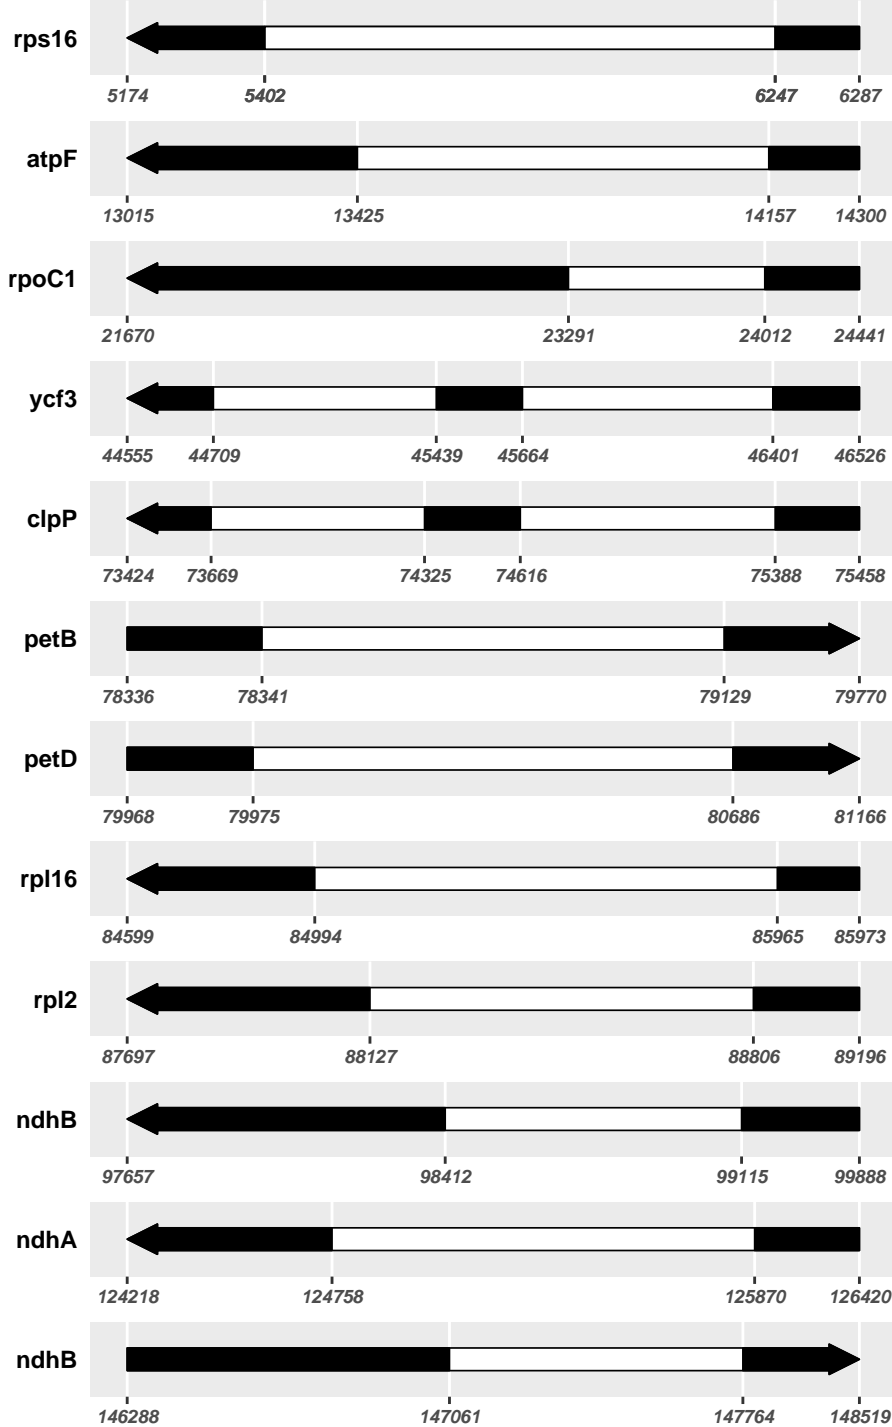 rps16
5174 5402 6247 6287
atpF
13015 13425 14157 14300
rpoC1
21670 23291 24012 24441
ycf3
44555 44709 45439 45664 46401 46526
clpP
73424 73669 74325 74616 75388 75458
petB
78336 78341 79129 79770
petD
79968 79975 80686 81166
rpl16
84599 84994 85965 85973
rpl2
87697 88127 88806 89196
ndhB
97657 98412 99115 99888
ndhA
124218 124758 125870 126420
ndhB
146288 147061 147764 148519